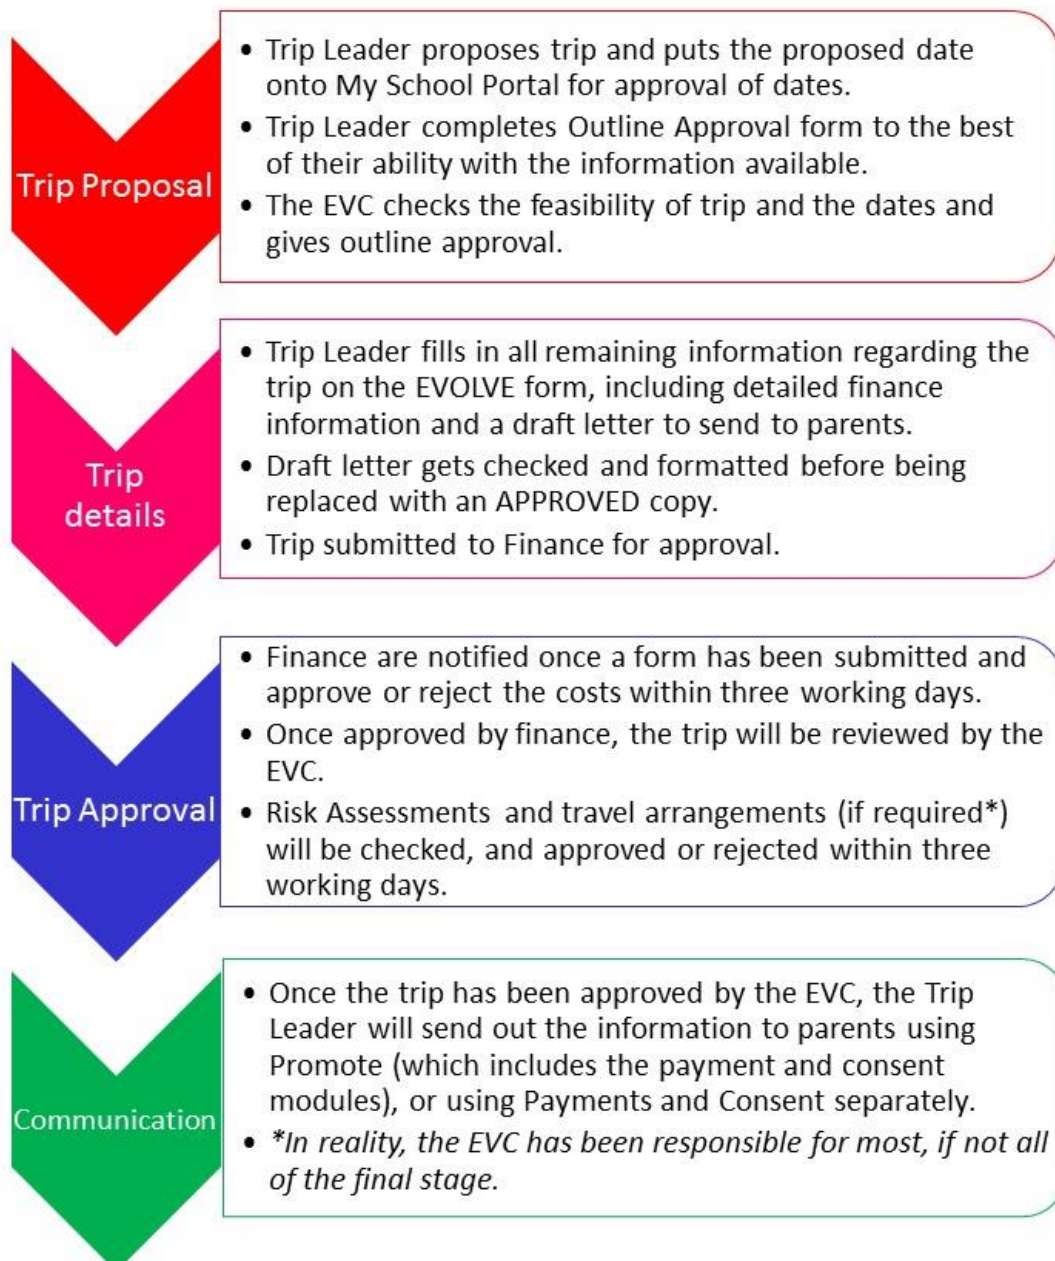 Trip Proposal
• Trip Leader proposes trip and puts the proposed date
onto My School Portal for approval of dates.
• Trip Leader completes Outline Approval form to the best
of their ability with the information available.
• The EVC checks the feasibility of trip and the dates and
gives outline approval.
Trip
details
• Trip Leader fills in all remaining information regarding the
trip on the EVOLVE form, including detailed finance
information and a draft letter to send to parents.
• Draft letter gets checked and formatted before being
replaced with an APPROVED copy.
• Trip submitted to Finance for approval.
Trip Approval
• Finance are notified once a form has been submitted and
approve or reject the costs within three working days.
• Once approved by finance, the trip will be reviewed by the
EVC.
• Risk Assessments and travel arrangements (if required*)
will be checked, and approved or rejected within three
working days.
Communication
• Once the trip has been approved by the EVC, the Trip
Leader will send out the information to parents using
Promote (which includes the payment and consent
modules), or using Payments and Consent separately.
• *In reality, the EVC has been responsible for most, if not all
of the final stage.